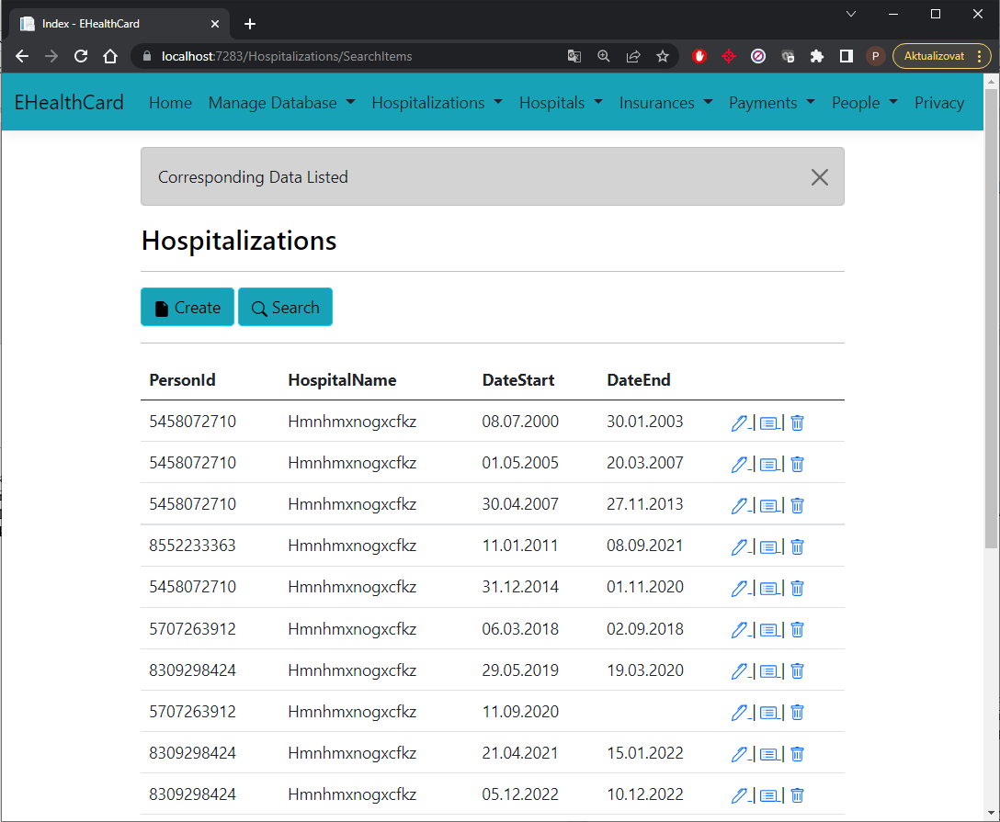 Index - EHealthCard
localhost:7283/Hospitalizations/SearchItems P Aktualizovat
EHealthCard Home Manage Database Hospitalizations Hospitals Insurances Payments People Privacy
Corresponding Data Listed
Hospitalizations
Create Search
PersonId HospitalName DateStart DateEnd
5458072710 Hmnhmxnogxcfkz 08.07.2000 30.01.2003 | |
5458072710 Hmnhmxnogxcfkz 01.05.2005 20.03.2007 | |
5458072710 Hmnhmxnogxcfkz 30.04.2007 27.11.2013 | |
8552233363 Hmnhmxnogxcfkz 11.01.2011 08.09.2021 | |
5458072710 Hmnhmxnogxcfkz 31.12.2014 01.11.2020 | |
5707263912 Hmnhmxnogxcfkz 06.03.2018 02.09.2018 | |
8309298424 Hmnhmxnogxcfkz 29.05.2019 19.03.2020 | |
5707263912 Hmnhmxnogxcfkz 11.09.2020 | |
8309298424 Hmnhmxnogxcfkz 21.04.2021 15.01.2022 | |
8309298424 Hmnhmxnogxcfkz 05.12.2022 10.12.2022 | |